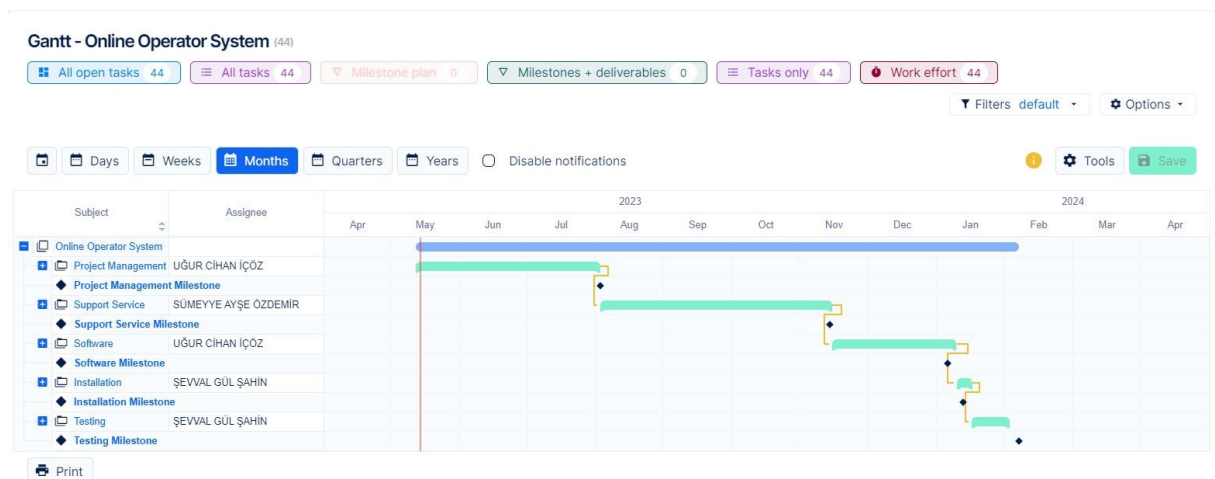 Gantt - Online Operator System (44)
All open tasks 44 All tasks 44 Milestone plan 0 Milestones + deliverables 0 Tasks only 44 Work effort 44
Filters default Options
Days Weeks Months Quarters Years Disable notifications Tools Save
Subject Assignee 2023 2024
Apr May Jun Jul Aug Sep Oct Nov Dec Jan Feb Mar Apr
Online Operator System
Project Management UĞUR CİHAN İÇÖZ
Project Management Milestone
Support Service SÜMEYYE AYŞE ÖZDEMİR
Support Service Milestone
Software UĞUR CİHAN İÇÖZ
Software Milestone
Installation ŞEVVAL GÜL ŞAHİN
Installation Milestone
Testing ŞEVVAL GÜL ŞAHİN
Testing Milestone
Print